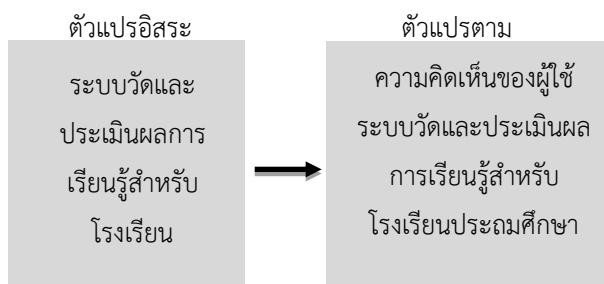 ตัวแปรอิสระ
ระบบวัดและ
ประเมินผลการ
เรียนรู้สำหรับ
โรงเรียน
ตัวแปรตาม
ความคิดเห็นของผู้ใช้
ระบบวัดและประเมินผล
การเรียนรู้สำหรับ
โรงเรียนประถมศึกษา